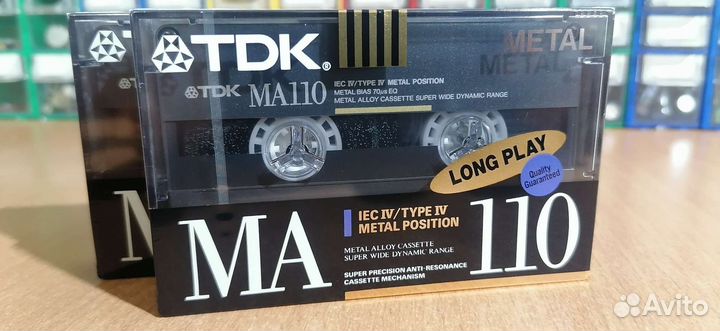 TDK®
METAL
METAL
TDK MA110
IEC IV/TYPE IV METAL POSITION
METAL BIAS 70µs EQ
METAL ALLOY CASSETTE SUPER WIDE DYNAMIC RANGE
LONG PLAY
Quality
Guaranteed
MA 110
IEC IV/TYPE IV
METAL POSITION
METAL ALLOY CASSETTE
SUPER WIDE DYNAMIC RANGE
SUPER PRECISION ANTI-RESONANCE
CASSETTE MECHANISM
M
Avito